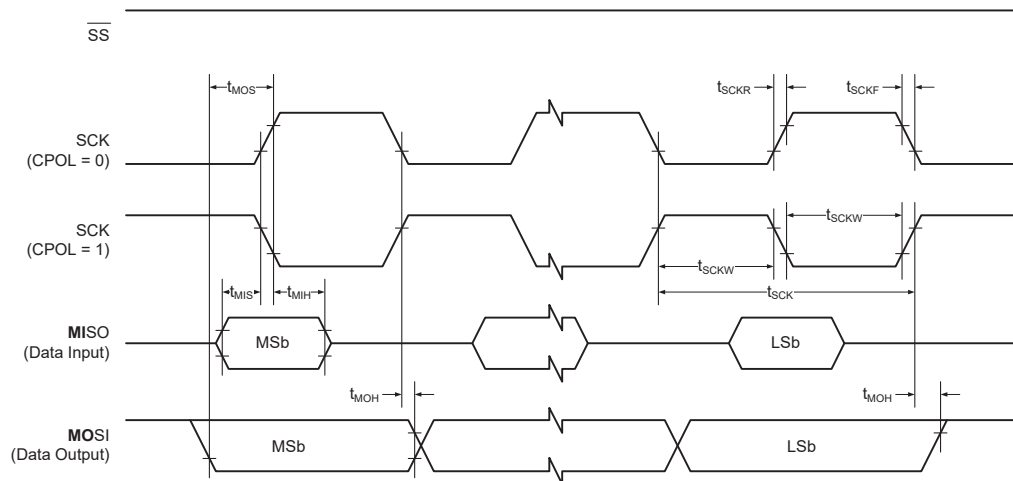 SS
tMOS
tSCKR
tSCKF
SCK
(CPOL = 0)
SCK
(CPOL = 1)
tSCKW
tSCKW
tSCK
tMIS
tMIH
MISO
(Data Input)
MSb
LSb
tMOH
tMOH
MOSI
(Data Output)
MSb
LSb